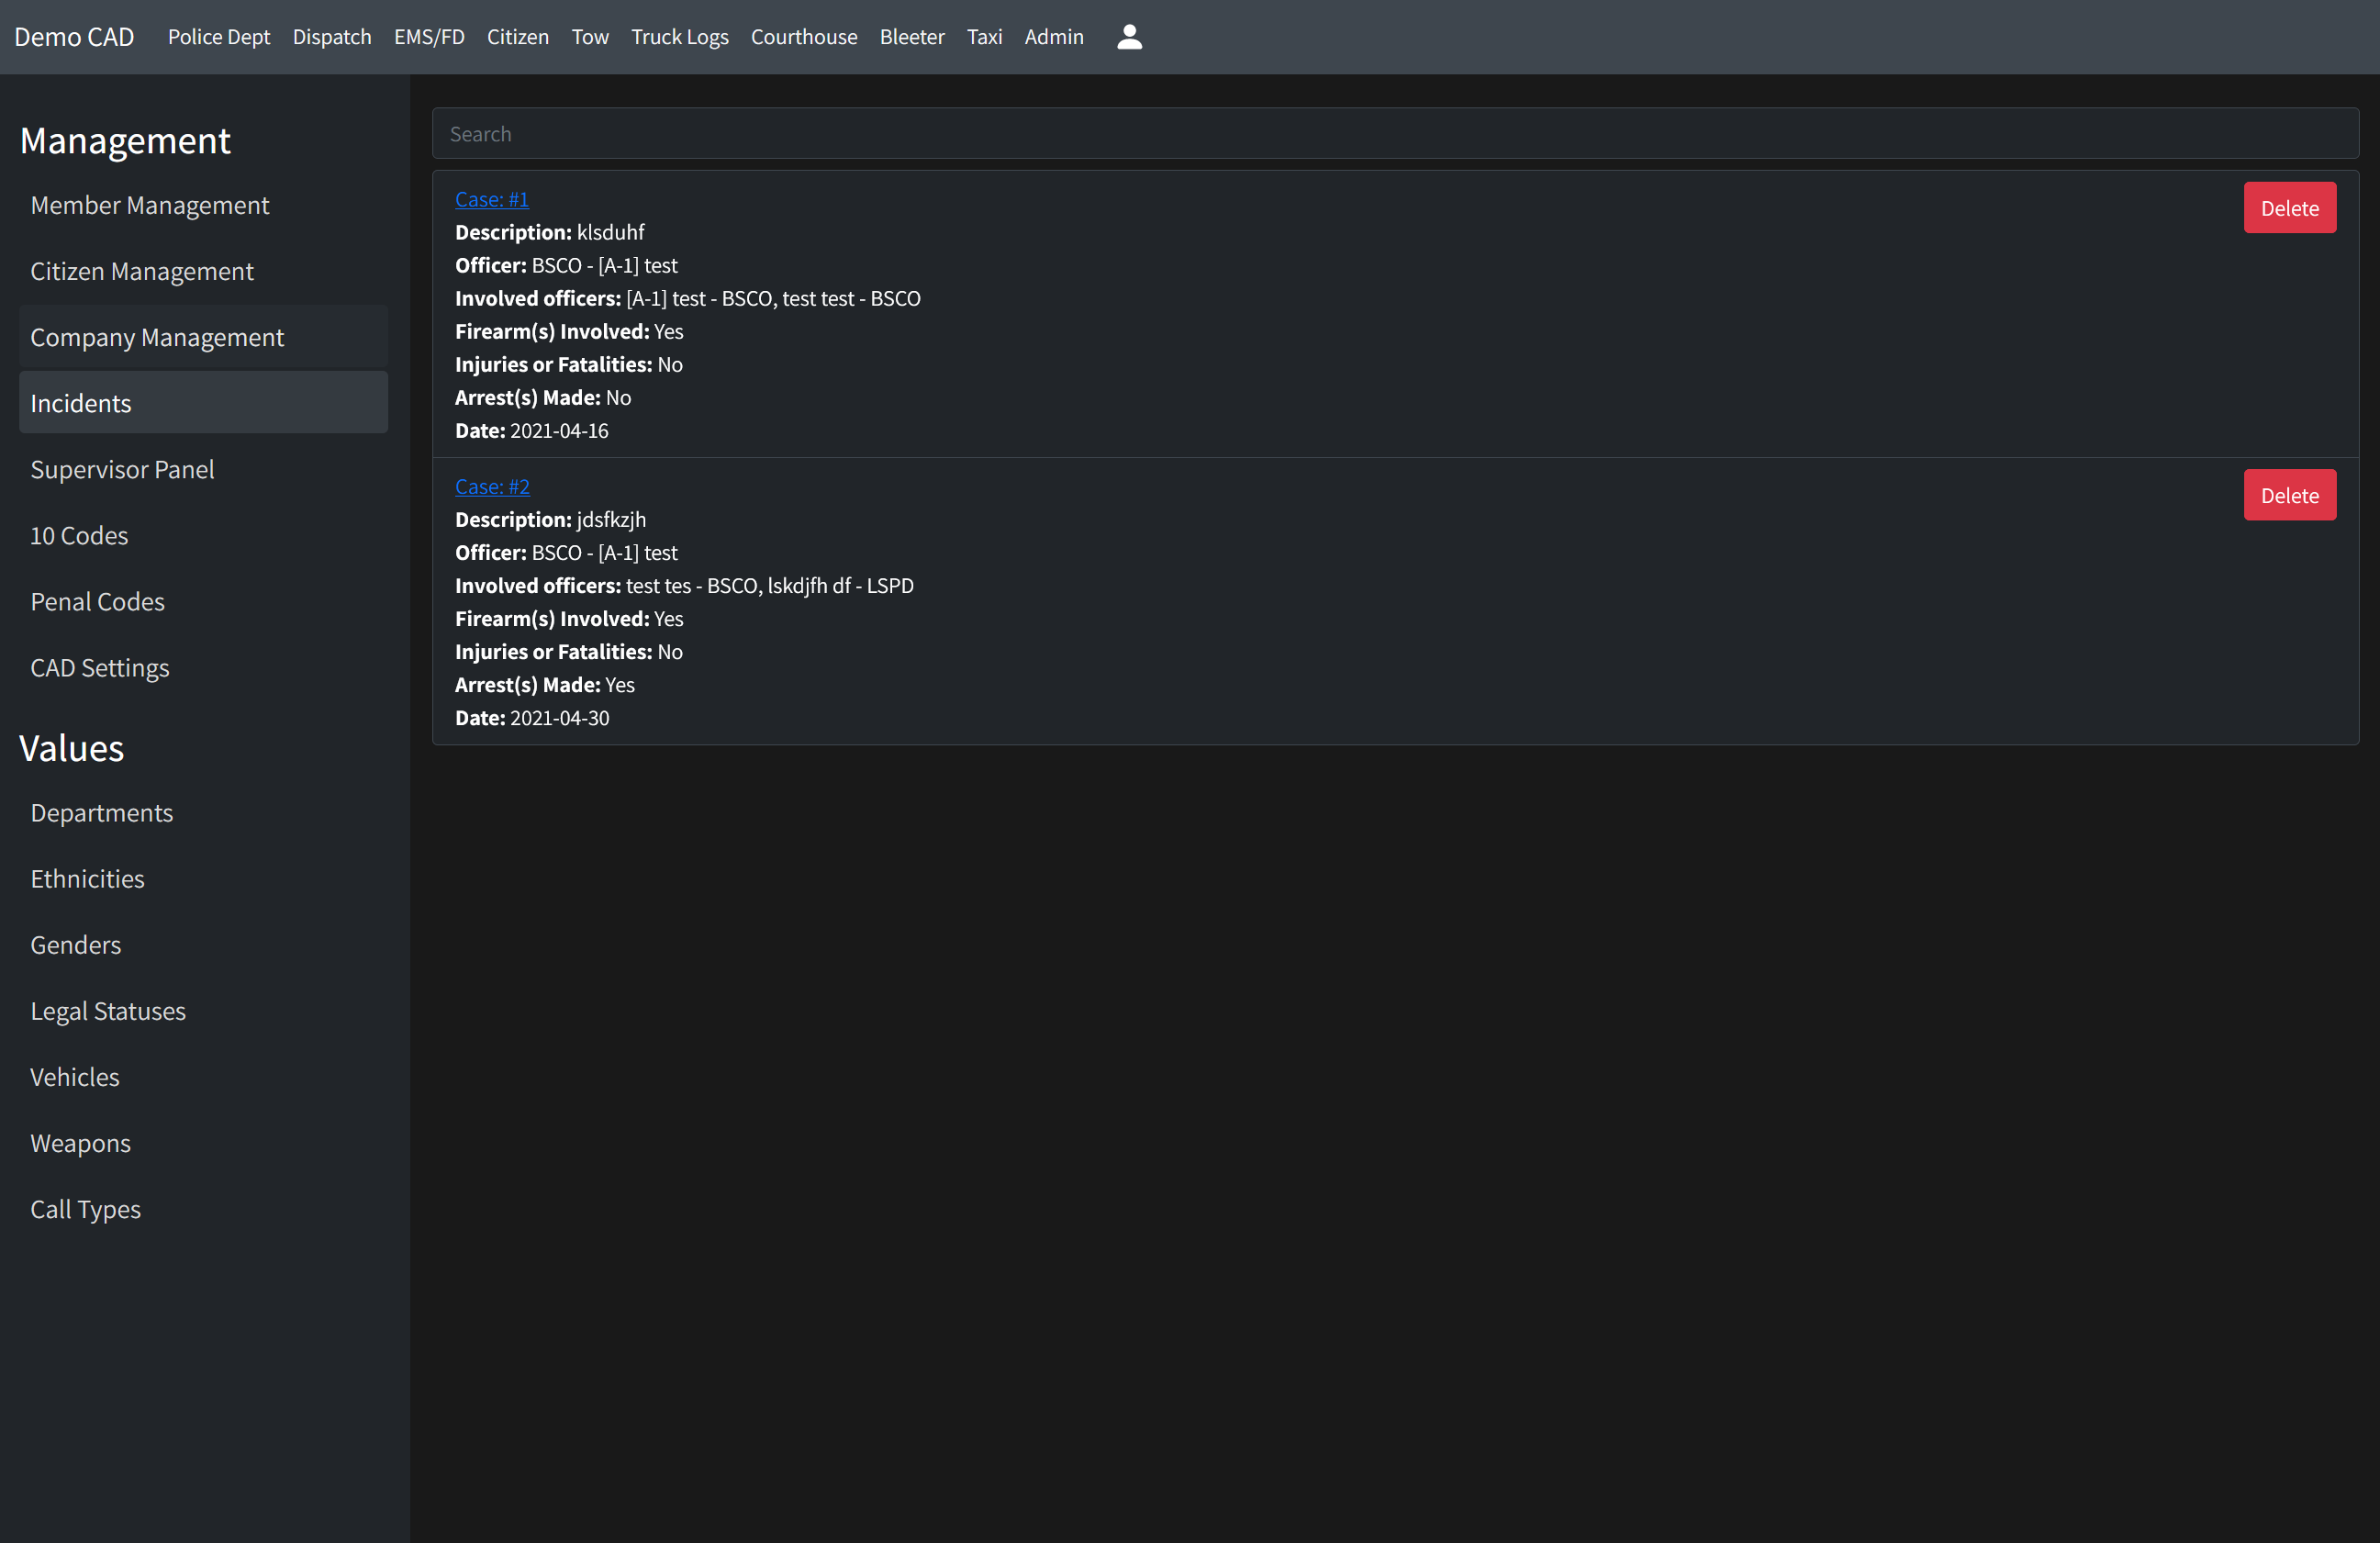 Demo CAD Police Dept Dispatch EMS/FD Citizen Tow Truck Logs Courthouse Bleeter Taxi Admin
Management
Member Management
Citizen Management
Company Management
Incidents
Supervisor Panel
10 Codes
Penal Codes
CAD Settings
Values
Departments
Ethnicities
Genders
Legal Statuses
Vehicles
Weapons
Call Types
Search
Case: #1
Delete
Description: klsduhf
Officer: BSCO - [A-1] test
Involved officers: [A-1] test - BSCO, test test - BSCO
Firearm(s) Involved: Yes
Injuries or Fatalities: No
Arrest(s) Made: No
Date: 2021-04-16
Case: #2
Delete
Description: jdsfkzjh
Officer: BSCO - [A-1] test
Involved officers: test tes - BSCO, lskdjfh df - LSPD
Firearm(s) Involved: Yes
Injuries or Fatalities: No
Arrest(s) Made: Yes
Date: 2021-04-30